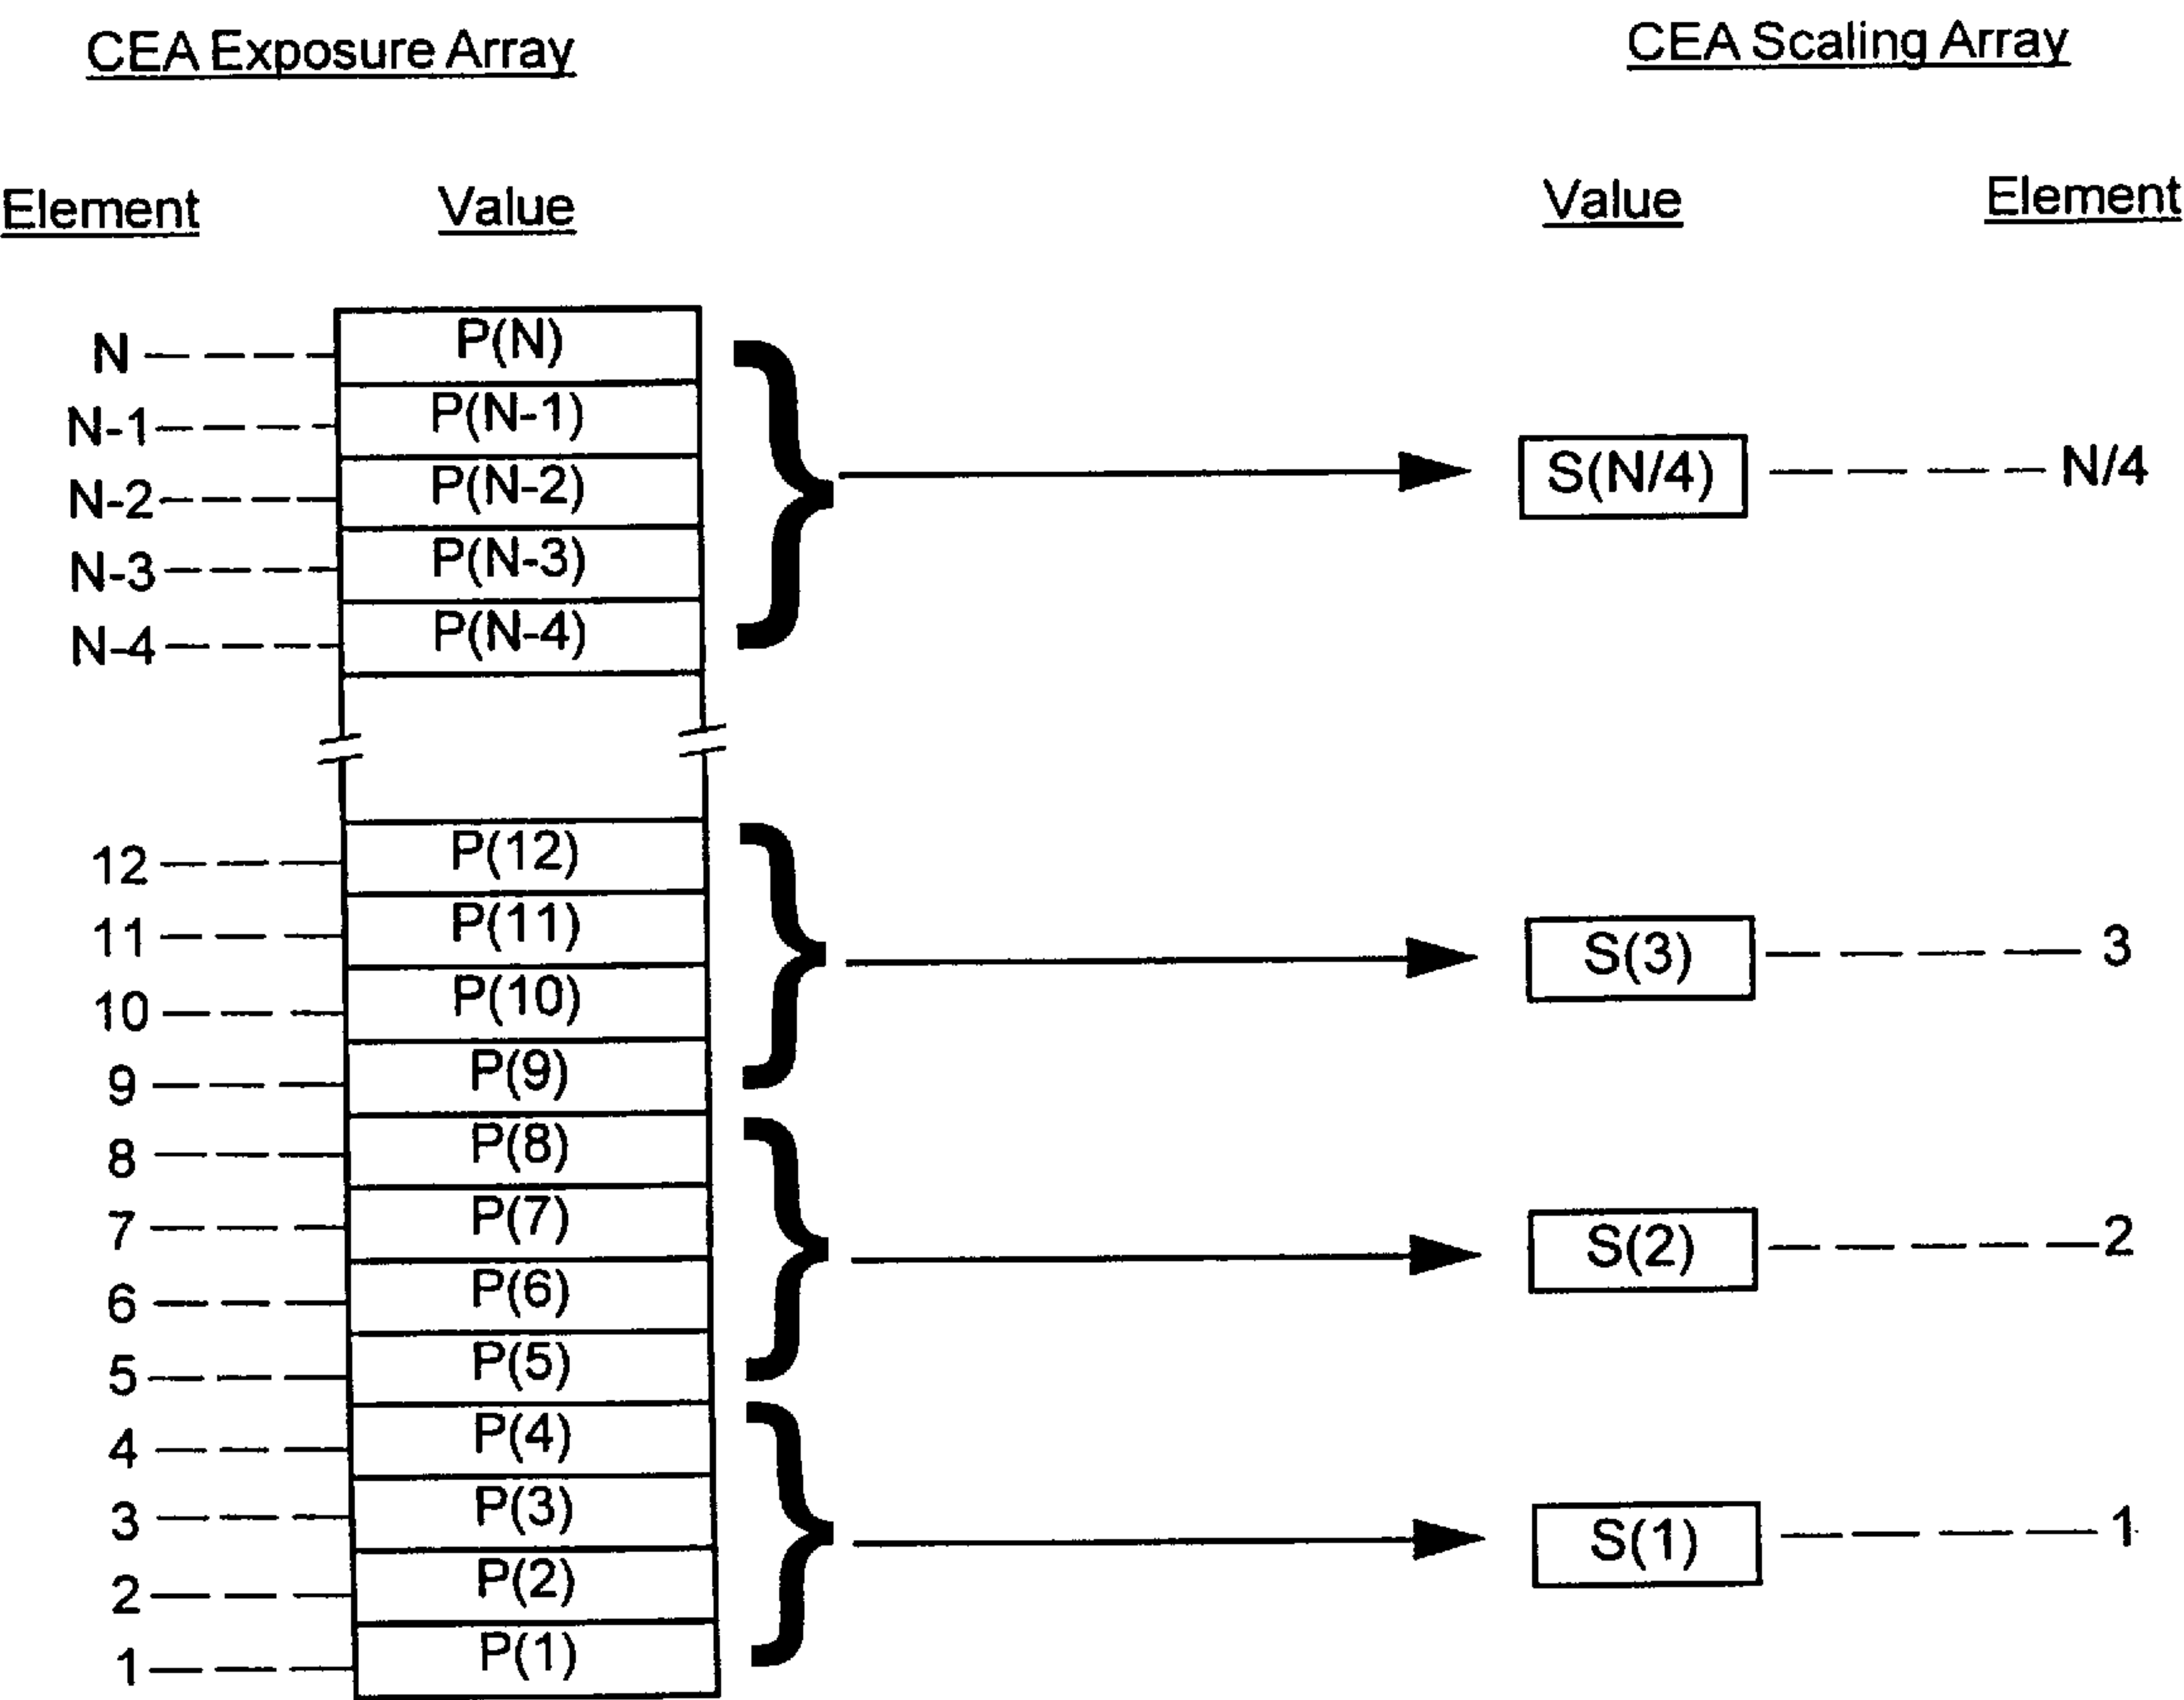 CEA Exposure Array CEA Scaling Array
Element Value Value Element
N P(N)
N-1 P(N-1)
N-2 P(N-2) S(N/4) N/4
N-3 P(N-3)
N-4 P(N-4)
12 P(12)
11 P(11)
S(3) 3
10 P(10)
9 P(9)
8 P(8)
7 P(7)
S(2) 2
6 P(6)
5 P(5)
4 P(4)
3 P(3)
S(1) 1
2 P(2)
1 P(1)